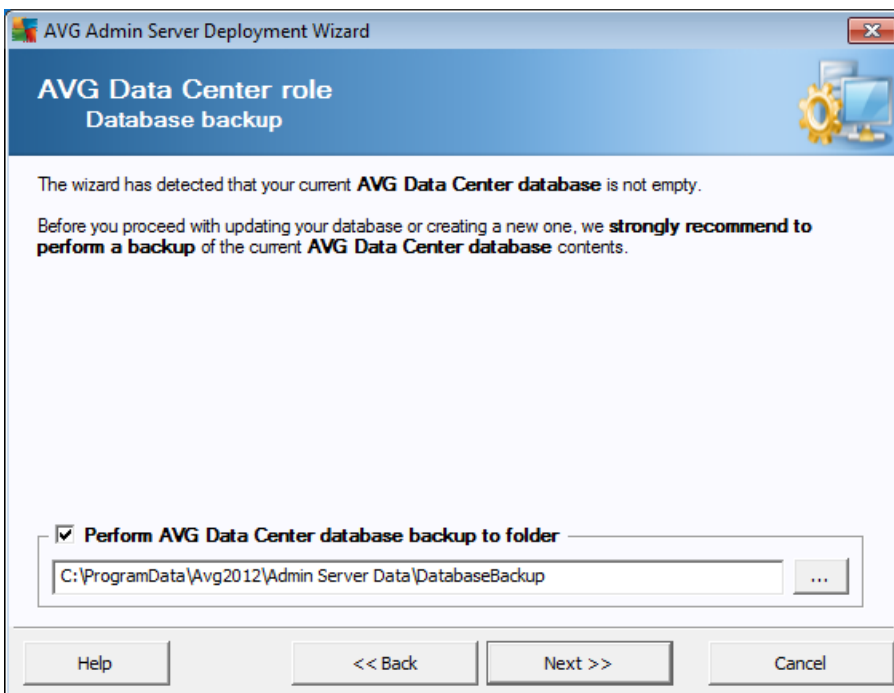 AVG Admin Server Deployment Wizard
AVG Data Center role
Database backup
The wizard has detected that your current AVG Data Center database is not empty.
Before you proceed with updating your database or creating a new one, we strongly recommend to
perform a backup of the current AVG Data Center database contents.
Perform AVG Data Center database backup to folder
C:\ProgramData\Avg2012\Admin Server Data\DatabaseBackup
...
Help
<< Back
Next >>
Cancel